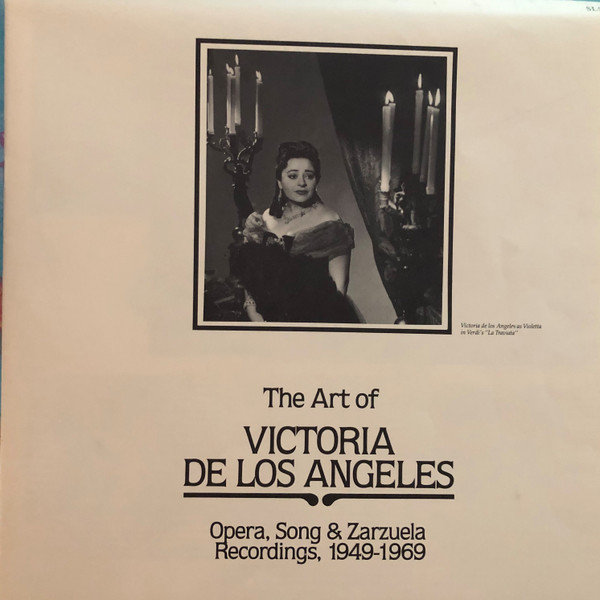 Victoria de los Angeles as Violetta
in Verdi's "La Traviata"
The Art of
VICTORIA
DE LOS ANGELES
Opera, Song & Zarzuela
Recordings, 1949-1969